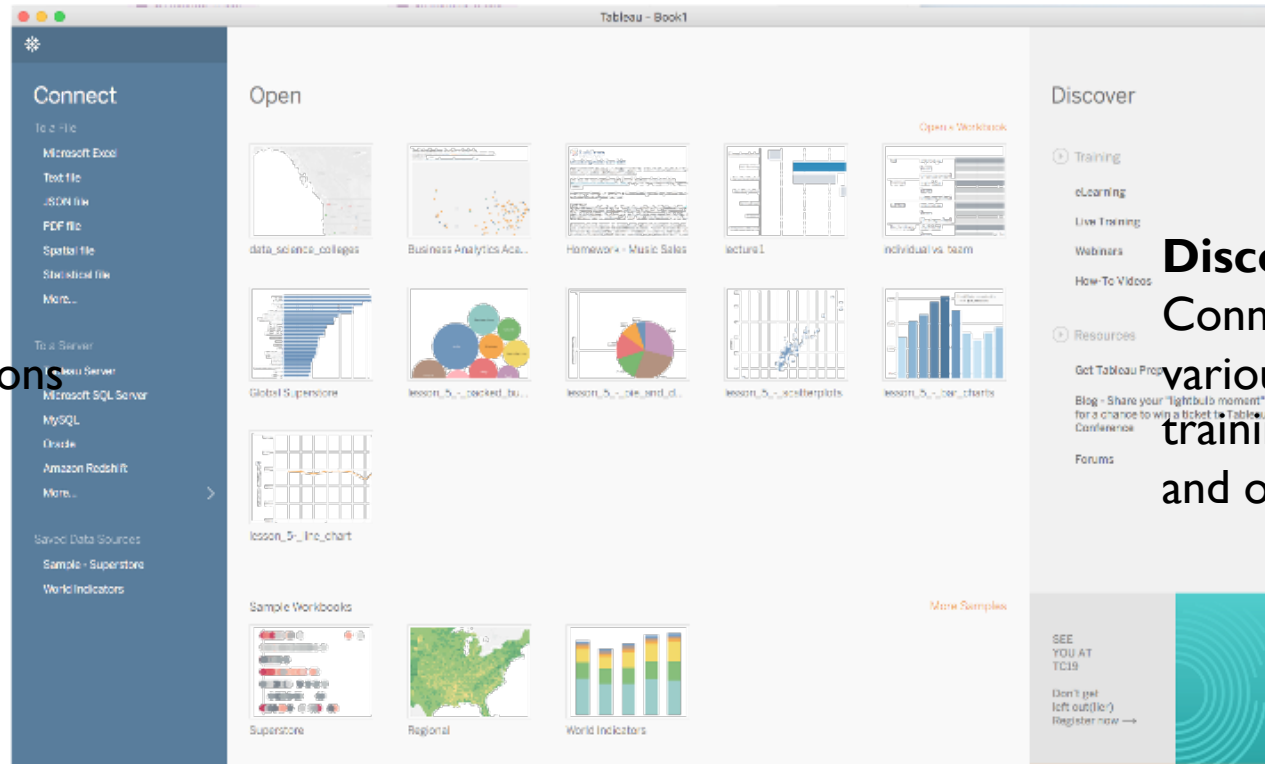 Tableau - Book1
Connect
To a File
Microsoft Excel
Text file
JSON file
PDF file
Spatial file
Statistical file
More...
To a Server
ons
Tableau Server
Microsoft SQL Server
MySQL
Oracle
Amazon Redshift
More...
Saved Data Sources
Sample - Superstore
World Indicators
Open
Open a Workbook
data_science_colleges
Business Analytics Aca...
Homework - Music Sales
lecture1
individual vs. team
Global Superstore
lesson_5_-_packed_bu...
lesson_5_-_pie_and_d...
lesson_5_-_scatterplots
lesson_5_-_bar_charts
lesson_5-_line_chart
Sample Workbooks
More Samples
Superstore
Regional
World Indicators
Discover
Training
eLearning
Live Training
Webinars
How-To Videos
Resources
Get Tableau Prep
Blog - Share your "lightbulb moment"
for a chance to win a ticket to Tableau
Conference
Forums
Disco
Conn
variou
traini
and o
SEE
YOU AT
TC19
Don't get
left out(lier)
Register now →